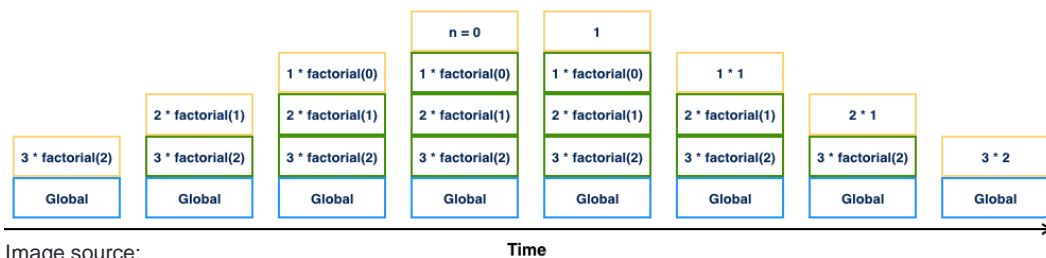 n = 0 1
1 * factorial(0) 1 * factorial(0) 1 * factorial(0) 1 * 1
2 * factorial(1) 2 * factorial(1) 2 * factorial(1) 2 * factorial(1) 2 * factorial(1) 2 * 1
3 * factorial(2) 3 * factorial(2) 3 * factorial(2) 3 * factorial(2) 3 * factorial(2) 3 * factorial(2) 3 * factorial(2) 3 * 2
Global Global Global Global Global Global Global Global
Time
Image source: